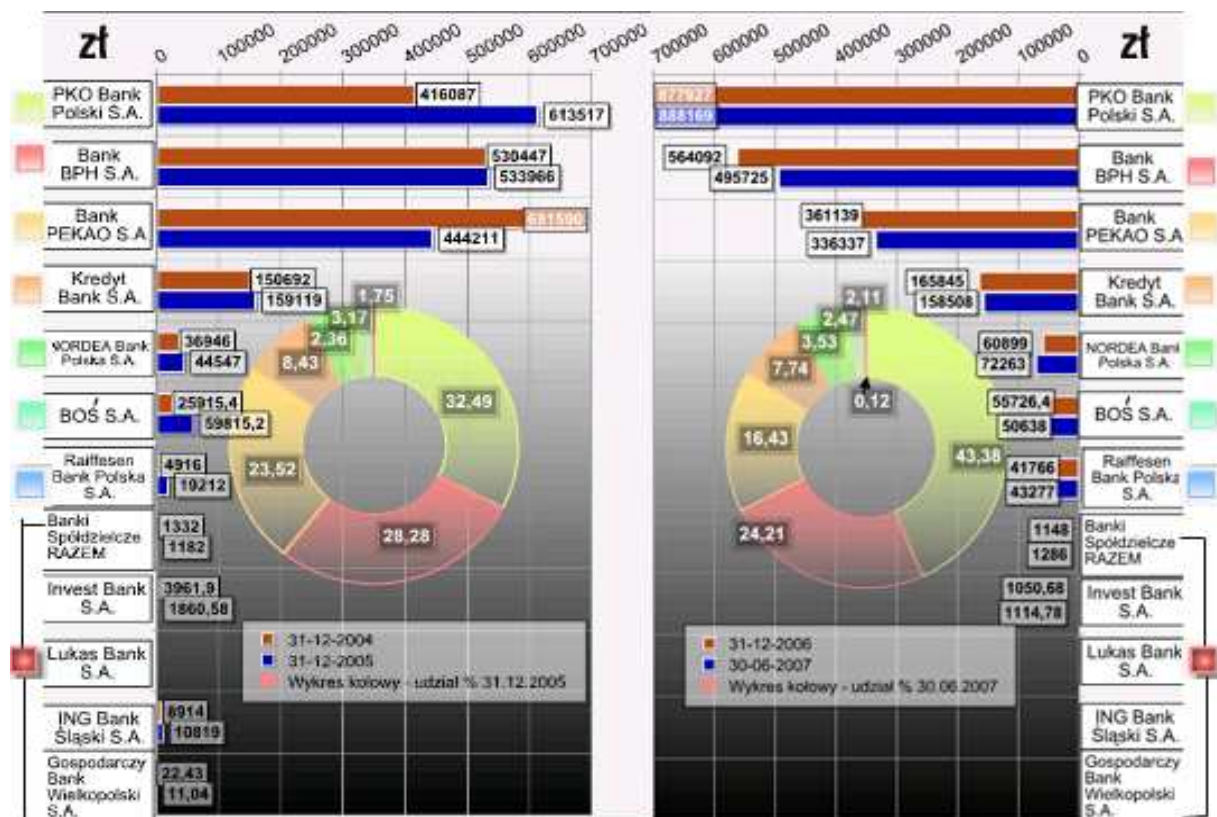 zł
0
100000
200000
300000
400000
500000
600000
700000
PKO Bank
Polski S.A.
416087
613517
Bank
BPH S.A.
530447
533966
Bank
PEKAO S.A
444211
Kredyt
Bank S.A.
150692
159119
NORDEA Bank
Polska S.A.
36946
44547
BOŚ S.A.
25915,4
59815,2
Raiffesen
Bank Polska
S.A.
4916
19212
Banki
Spółdzielcze
RAZEM
1332
1182
Invest Bank
S.A.
3961,9
1860,58
Lukas Bank
S.A.
ING Bank
Śląski S.A.
10819
Gospodarczy
Bank
Wielkopolski
S.A.
22,43
11,04
1,75
3,17
2,36
8,43
32,49
23,52
28,28
31-12-2004
31-12-2005
Wykres kołowy - udział % 31.12.2005
zł
700000
600000
500000
400000
300000
200000
100000
0
877927
888169
PKO Bank
Polski S.A.
564092
495725
Bank
BPH S.A.
361139
336337
Bank
PEKAO S.A
165845
158508
Kredyt
Bank S.A.
60899
72263
NORDEA Bank
Polska S.A.
55726,4
50638
BOŚ S.A.
41766
43277
Raiffesen
Bank Polska
S.A.
1148
1286
Banki
Spółdzielcze
RAZEM
1050,68
1114,78
Invest Bank
S.A.
Lukas Bank
S.A.
ING Bank
Śląski S.A.
Gospodarczy
Bank
Wielkopolski
S.A.
2,11
2,47
3,53
7,74
0,12
16,43
43,38
24,21
31-12-2006
30-06-2007
Wykres kołowy - udział % 30.06.2007